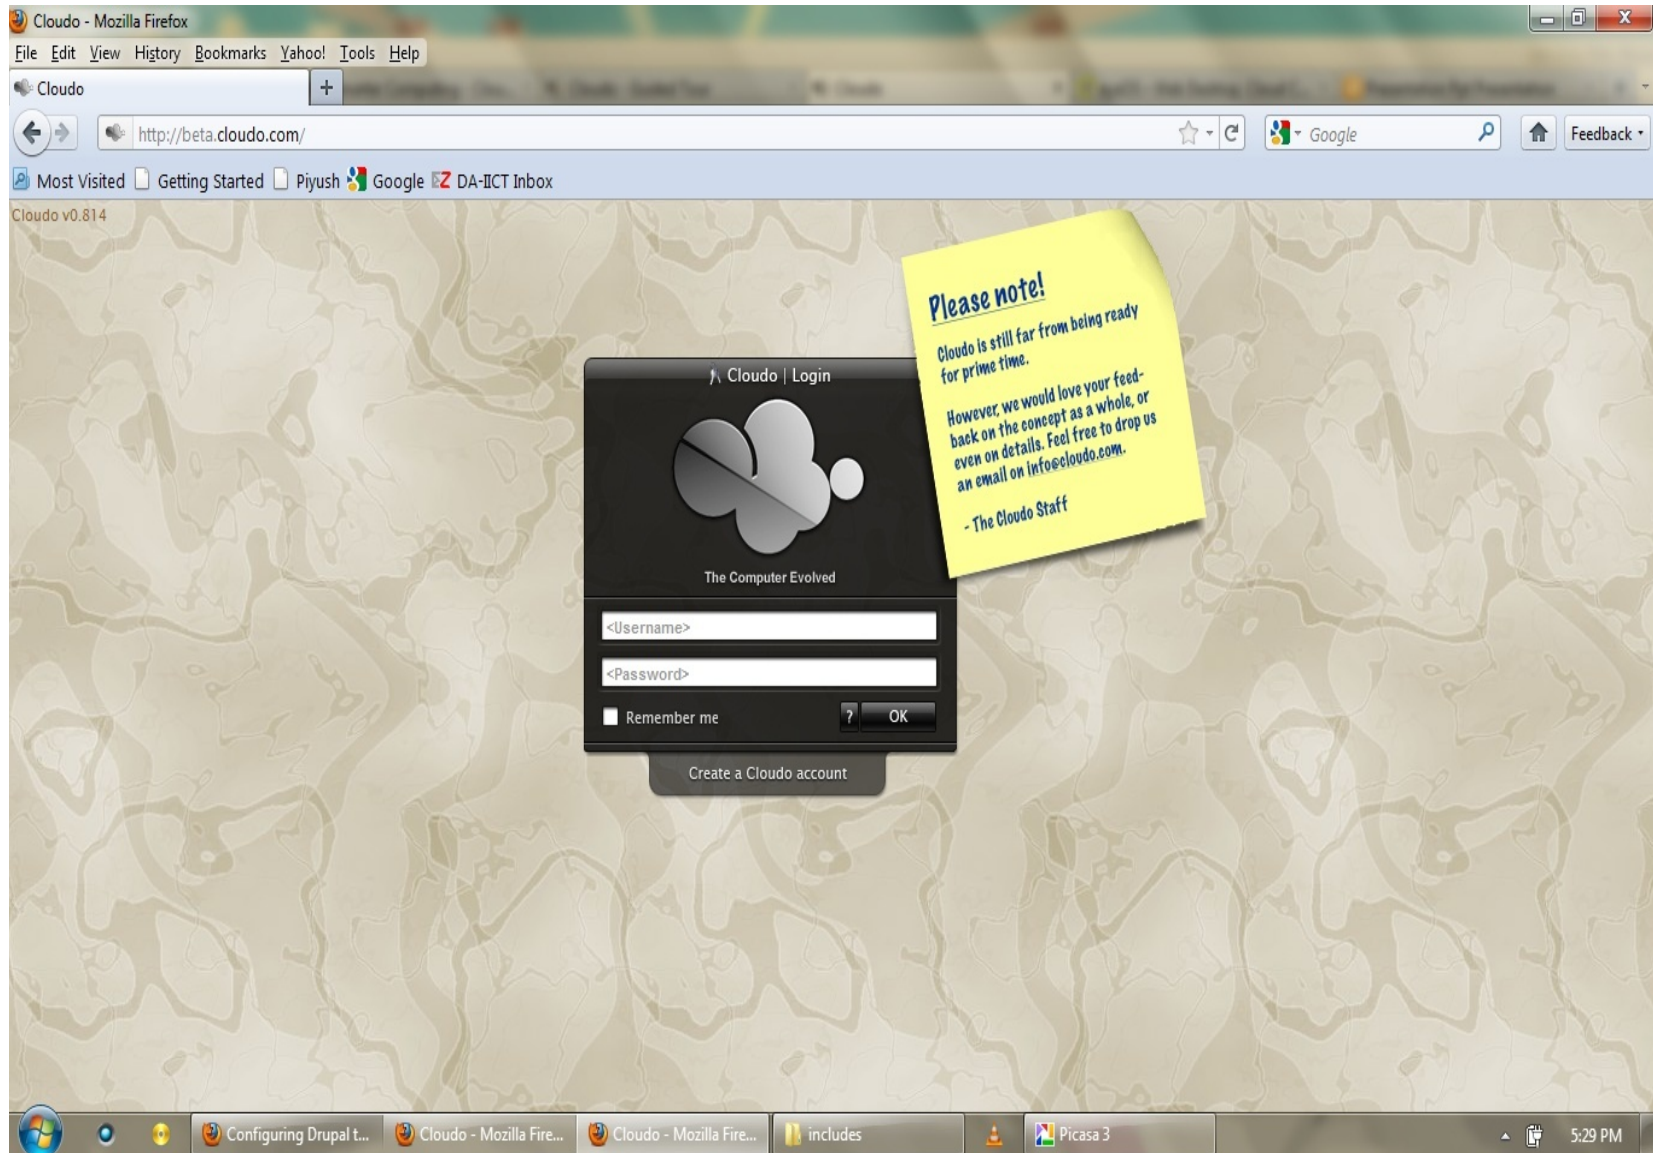 Cloudo - Mozilla Firefox
File Edit View History Bookmarks Yahoo! Tools Help
Cloudo
http://beta.cloudo.com/
Google
Feedback
Most Visited Getting Started Piyush Google DA-IICT Inbox
Cloudo v0.814
Please note!
Cloudo is still far from being ready
for prime time.
However, we would love your feed-
back on the concept as a whole, or
even on details. Feel free to drop us
an email on info@cloudo.com.
- The Cloudo Staff
Cloudo | Login
The Computer Evolved
<Username>
<Password>
Remember me ? OK
Create a Cloudo account
Configuring Drupal t... Cloudo - Mozilla Fire... Cloudo - Mozilla Fire... includes Picasa 3 5:29 PM